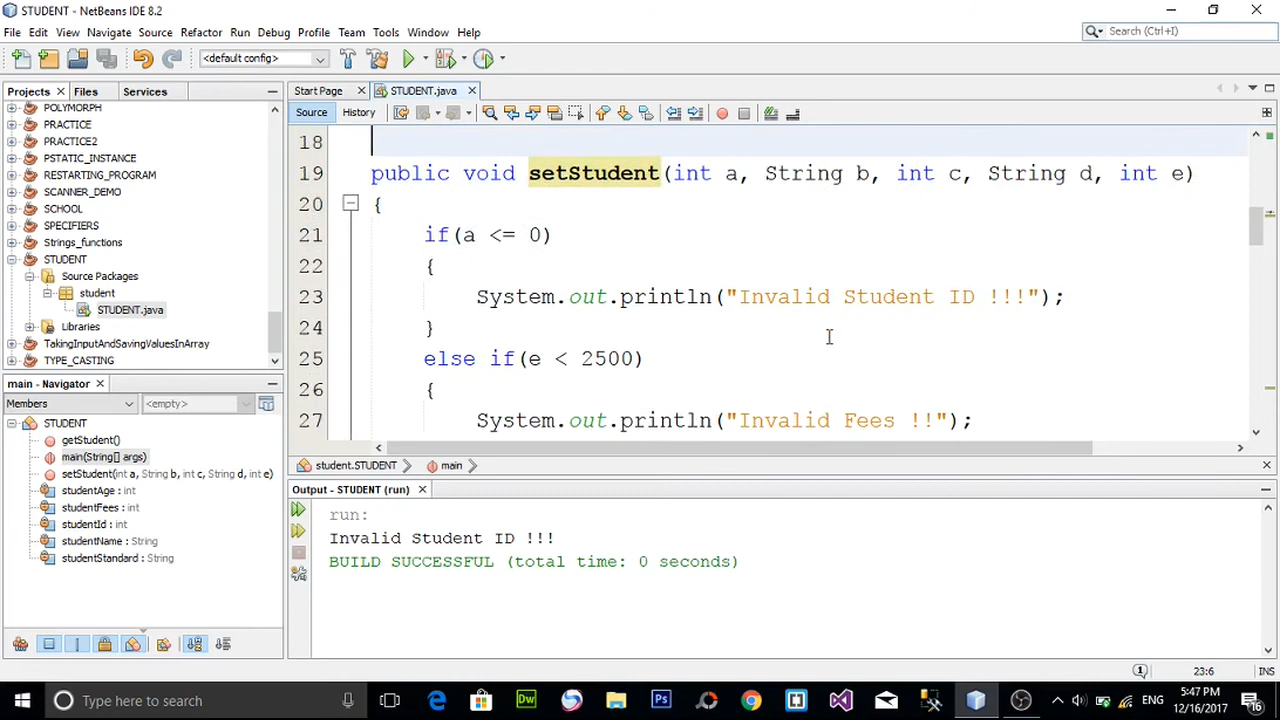 STUDENT - NetBeans IDE 8.2
File Edit View Navigate Source Refactor Run Debug Profile Team Tools Window Help
Search (Ctrl+I)
<default config>
Projects Files Services
POLYMORPH
PRACTICE
PRACTICE2
PSTATIC_INSTANCE
RESTARTING_PROGRAM
SCANNER_DEMO
SCHOOL
SPECIFIERS
Strings_functions
STUDENT
Source Packages
student
STUDENT.java
Libraries
TakingInputAndSavingValuesInArray
TYPE_CASTING
main - Navigator
Members <empty>
STUDENT
getStudent()
main(String[] args)
setStudent(int a, String b, int c, String d, int e)
studentAge : int
studentFees : int
studentId : int
studentName : String
studentStandard : String
Start Page STUDENT.java
Source History
18
19 public void setStudent(int a, String b, int c, String d, int e)
20 {
21 if(a <= 0)
22 {
23 System.out.println("Invalid Student ID !!!");
24 }
25 else if(e < 2500)
26 {
27 System.out.println("Invalid Fees !!");
student.STUDENT main
Output - STUDENT (run)
run:
Invalid Student ID !!!
BUILD SUCCESSFUL (total time: 0 seconds)
1 23:6 INS
Type here to search
Dw
Ps
ENG
5:47 PM
12/16/2017
16